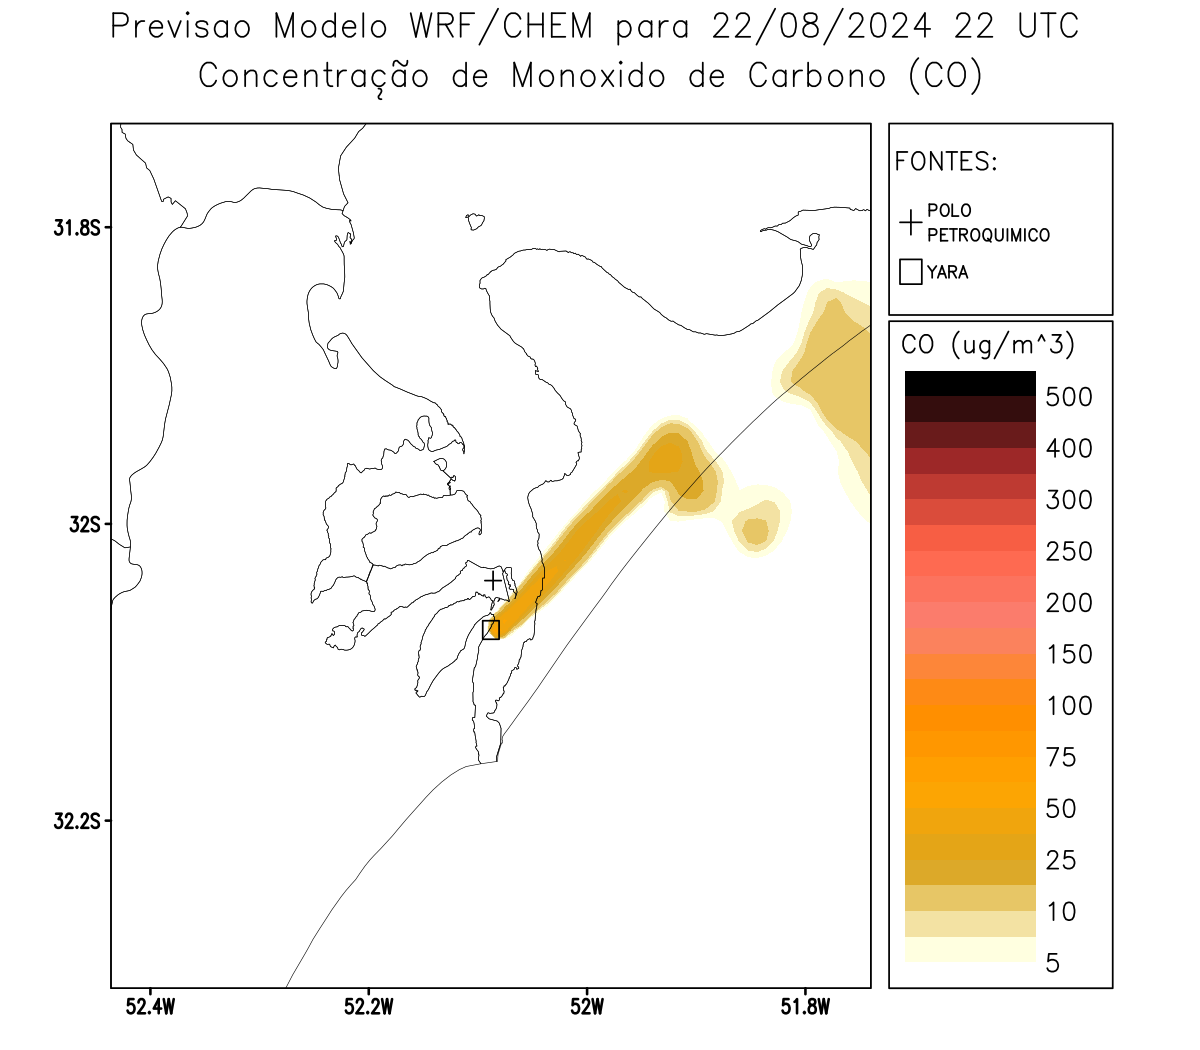 Previsao Modelo WRF/CHEM para 22/08/2024 22 UTC
Concentração de Monoxido de Carbono (CO)
FONTES:
POLO
PETROQUIMICO
YARA
31.8S
32S
32.2S
52.4W
52.2W
52W
51.8W
CO (ug/m^3)
500
400
300
250
200
150
100
75
50
25
10
5